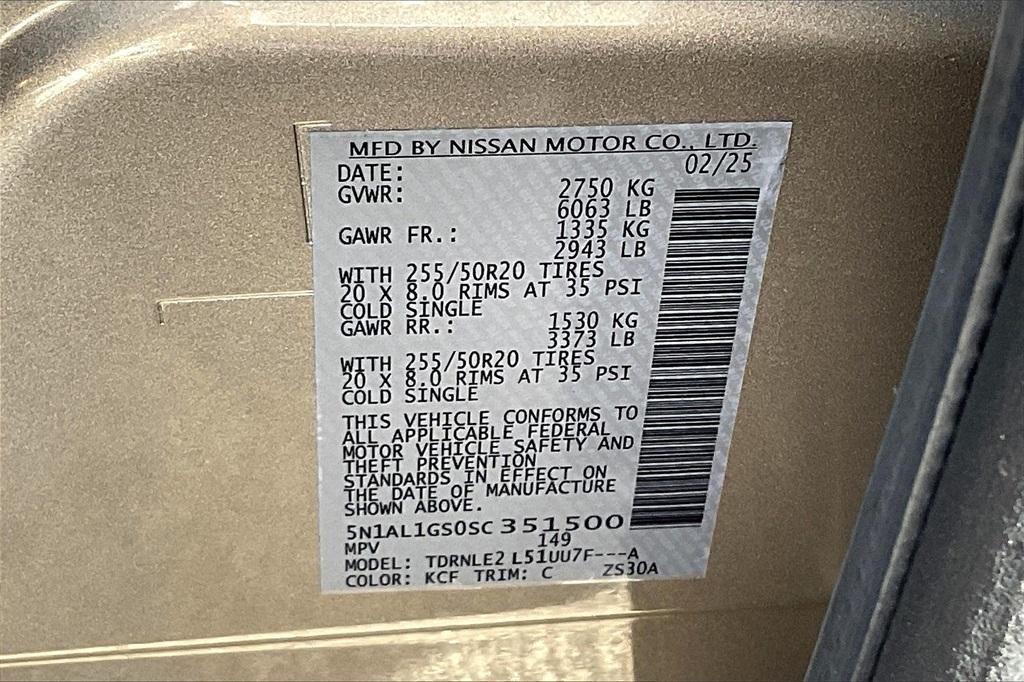 MFD BY NISSAN MOTOR CO., LTD.
DATE: 02/25
GVWR: 2750 KG
6063 LB
GAWR FR.: 1335 KG
2943 LB
WITH 255/50R20 TIRES
20 X 8.0 RIMS AT 35 PSI
COLD SINGLE
GAWR RR.: 1530 KG
3373 LB
WITH 255/50R20 TIRES
20 X 8.0 RIMS AT 35 PSI
COLD SINGLE
THIS VEHICLE CONFORMS TO
ALL APPLICABLE FEDERAL
MOTOR VEHICLE SAFETY AND
THEFT PREVENTION
STANDARDS IN EFFECT ON
THE DATE OF MANUFACTURE
SHOWN ABOVE.
5N1AL1GS0SC 351500
MPV 149
MODEL: TDRNLE2 L51UU7F---A
COLOR: KCF TRIM: C ZS30A